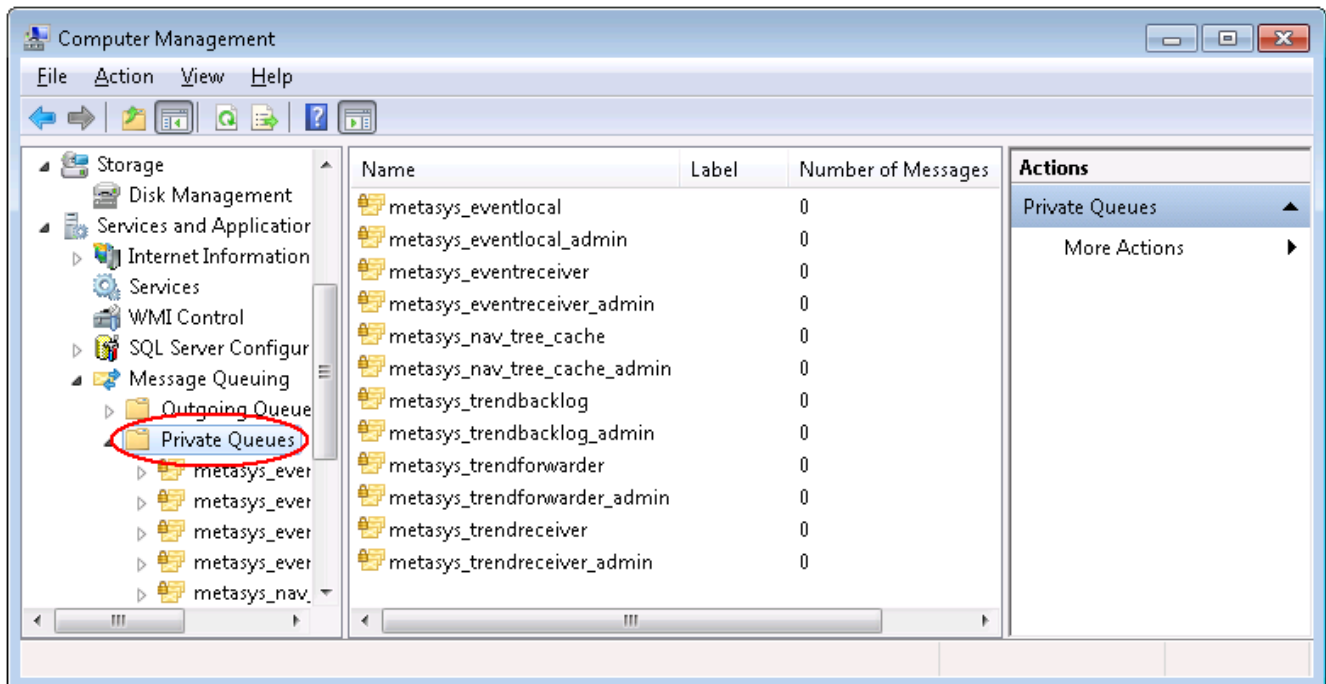 Computer Management
File Action View Help
Storage
Disk Management
Services and Application
Internet Information
Services
WMI Control
SQL Server Configur
Message Queuing
Outgoing Queue
Private Queues
metasys_ever
metasys_ever
metasys_ever
metasys_ever
metasys_nav_
Name Label Number of Messages
metasys_eventlocal 0
metasys_eventlocal_admin 0
metasys_eventreceiver 0
metasys_eventreceiver_admin 0
metasys_nav_tree_cache 0
metasys_nav_tree_cache_admin 0
metasys_trendbacklog 0
metasys_trendbacklog_admin 0
metasys_trendforwarder 0
metasys_trendforwarder_admin 0
metasys_trendreceiver 0
metasys_trendreceiver_admin 0
Actions
Private Queues
More Actions